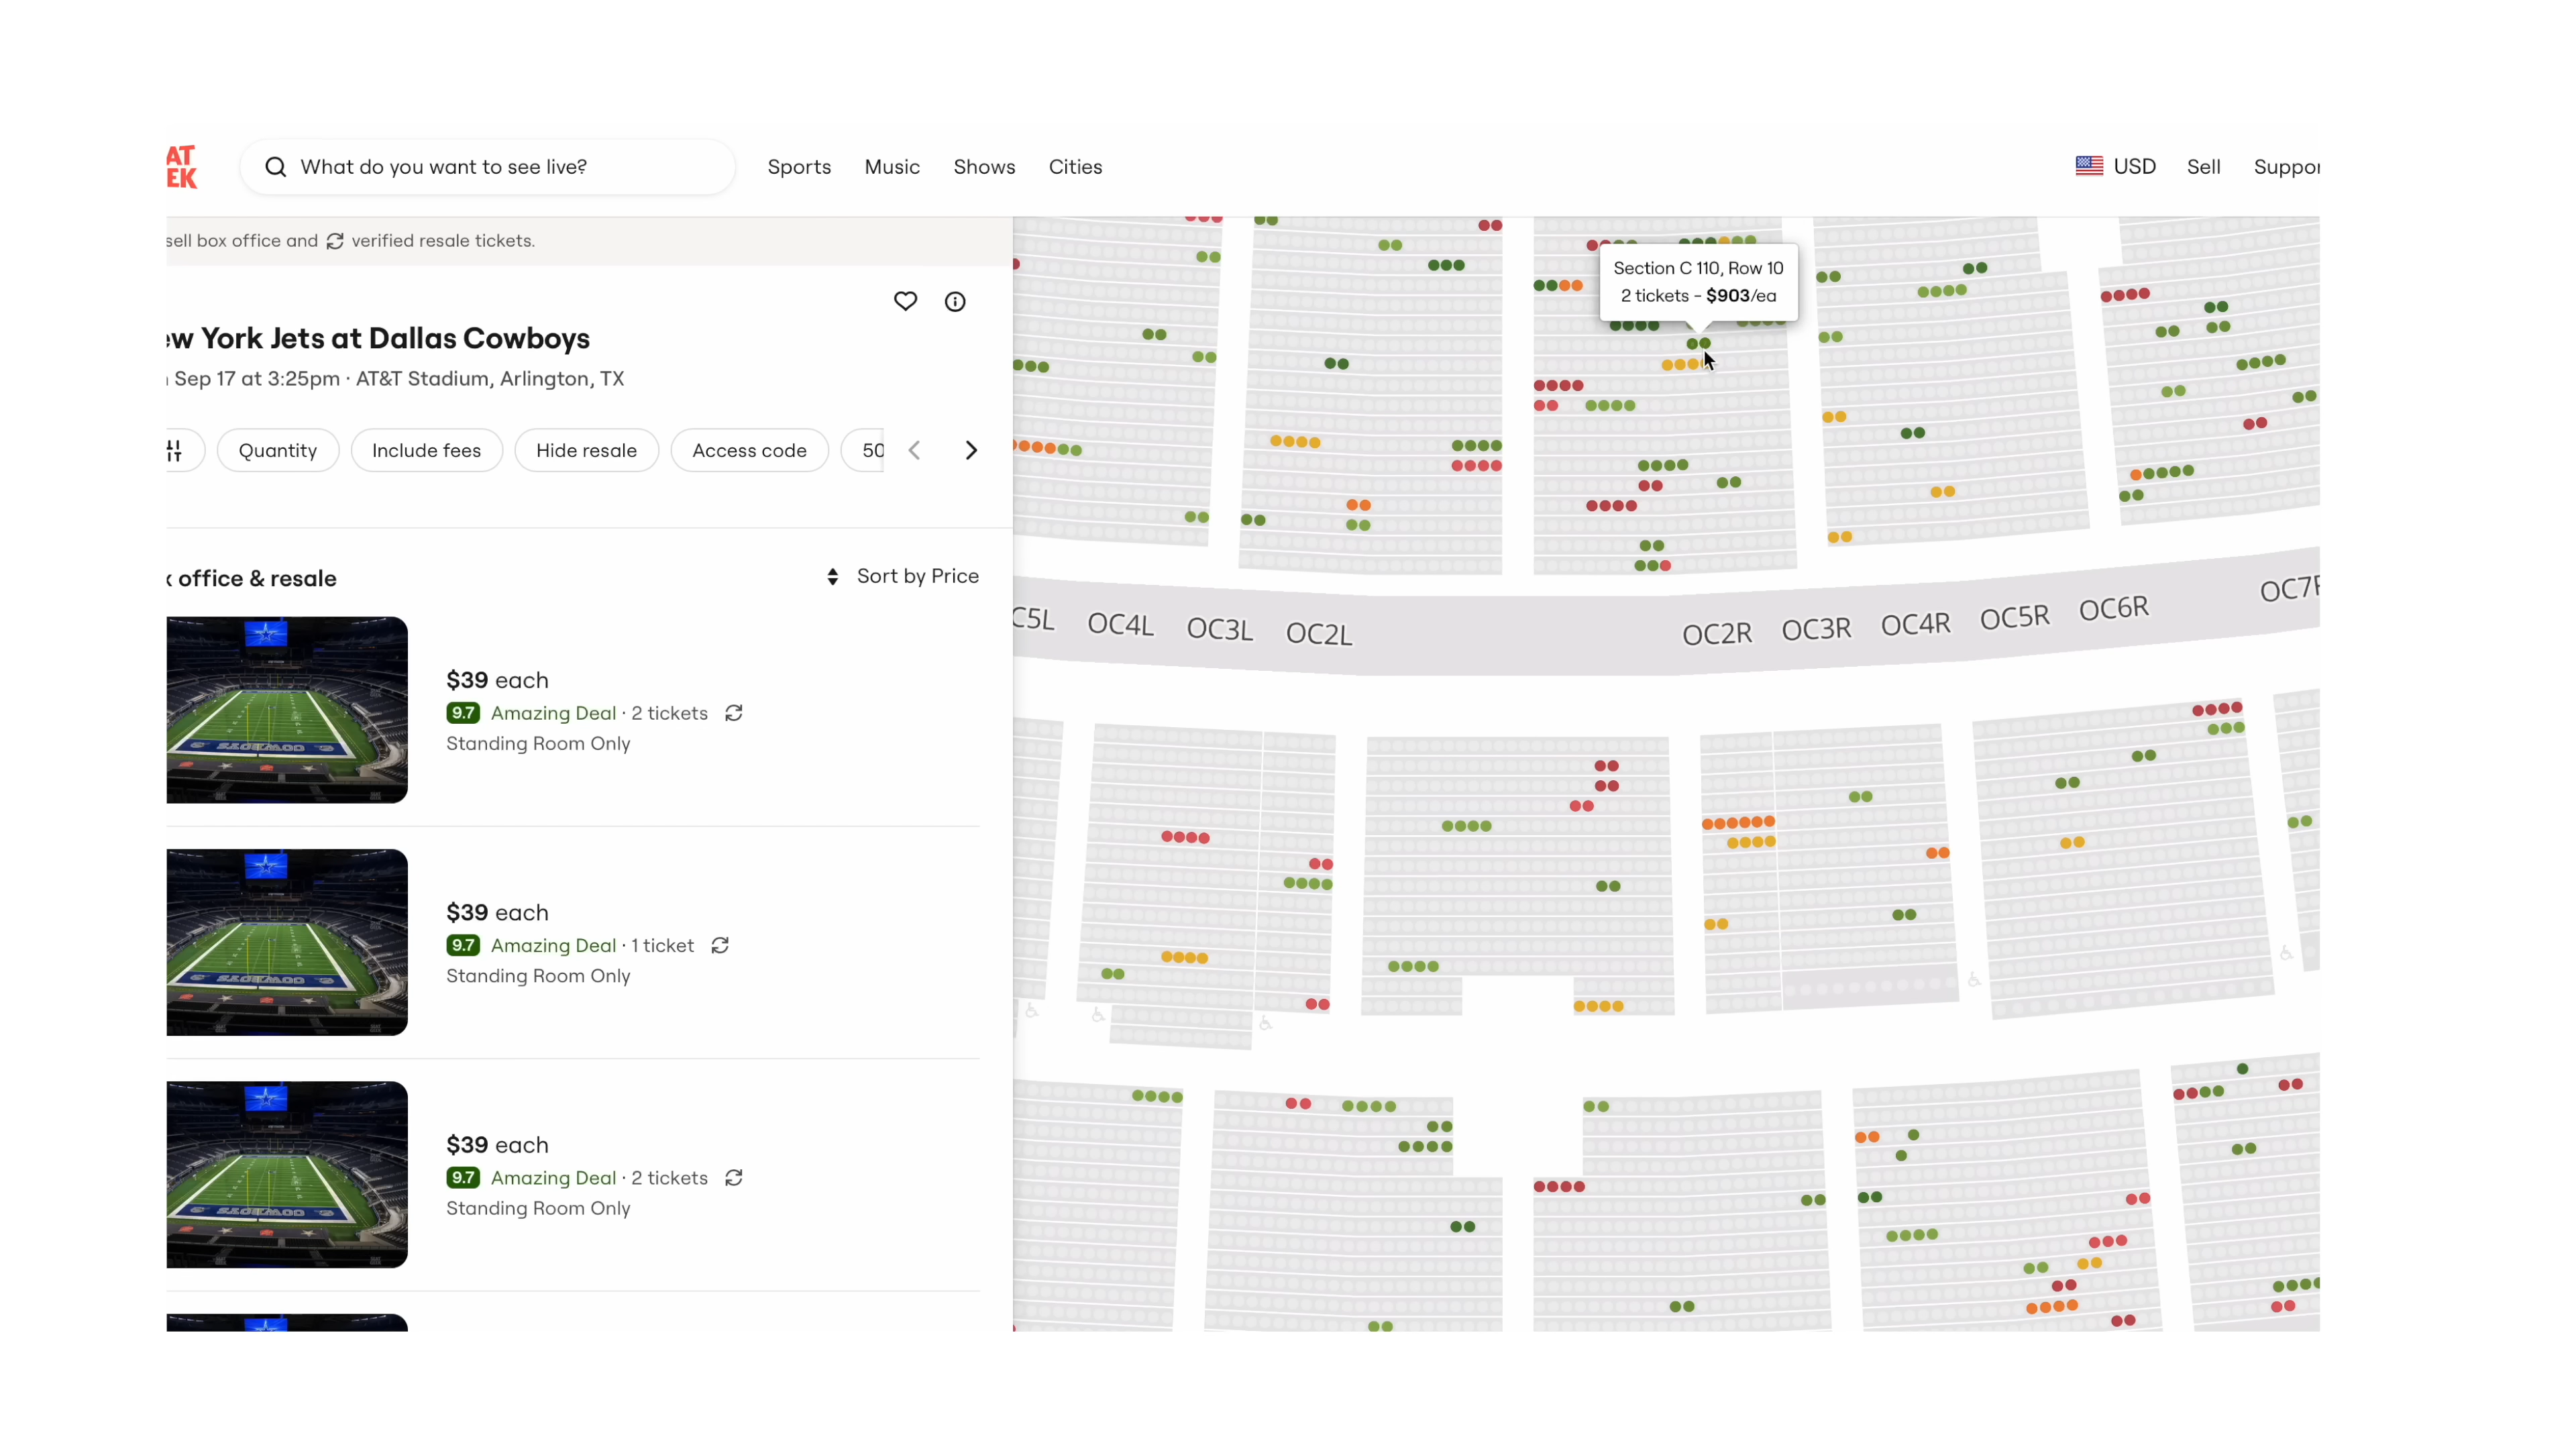 AT
EK
What do you want to see live?
Sports
Music
Shows
Cities
USD
Sell
Suppor
sell box office and verified resale tickets.
ew York Jets at Dallas Cowboys
Sep 17 at 3:25pm · AT&T Stadium, Arlington, TX
Quantity
Include fees
Hide resale
Access code
50
office & resale
Sort by Price
$39 each
9.7 Amazing Deal · 2 tickets
Standing Room Only
$39 each
9.7 Amazing Deal · 1 ticket
Standing Room Only
$39 each
9.7 Amazing Deal · 2 tickets
Standing Room Only
Section C 110, Row 10
2 tickets - $903/ea
C5L
OC4L
OC3L
OC2L
OC2R
OC3R
OC4R
OC5R
OC6R
OC7R